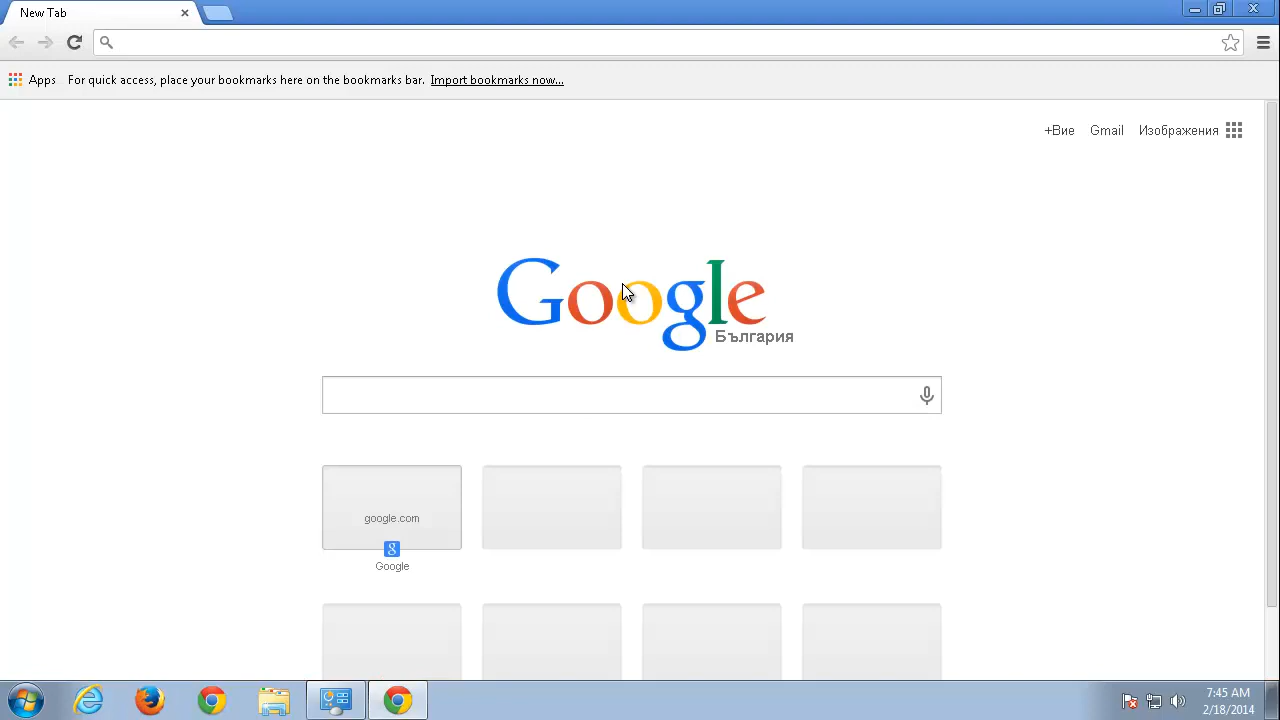 New Tab
Apps For quick access, place your bookmarks here on the bookmarks bar. Import bookmarks now...
+Вие Gmail Изображения
Google
България
google.com
g
Google
7:45 AM
2/18/2014